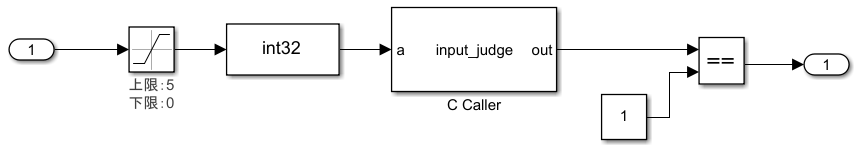 1
上限:5
下限:0
int32
a input_judge out
C Caller
1
==
1